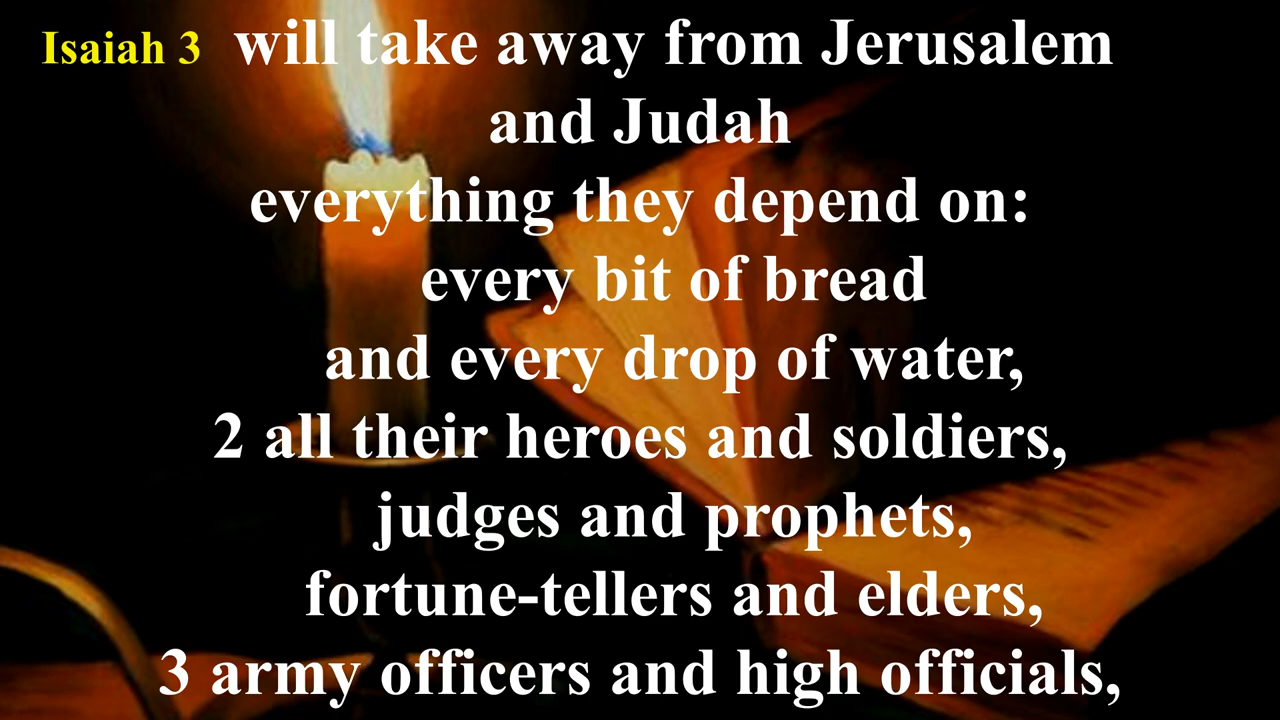 Isaiah 3 will take away from Jerusalem
and Judah
everything they depend on:
every bit of bread
and every drop of water,
2 all their heroes and soldiers,
judges and prophets,
fortune-tellers and elders,
3 army officers and high officials,